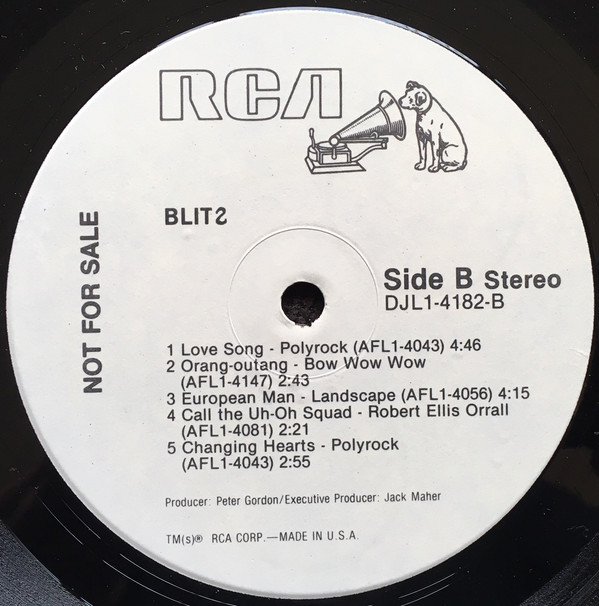 RCA
BLITS
NOT FOR SALE
Side B Stereo
DJL1-4182-B
1 Love Song - Polyrock (AFL1-4043) 4:46
2 Orang-outang - Bow Wow Wow
(AFL1-4147) 2:43
3 European Man - Landscape (AFL1-4056) 4:15
4 Call the Uh-Oh Squad - Robert Ellis Orrall
(AFL1-4081) 2:21
5 Changing Hearts - Polyrock
(AFL1-4043) 2:55
Producer: Peter Gordon/Executive Producer: Jack Maher
TM(s)® RCA CORP.—MADE IN U.S.A.